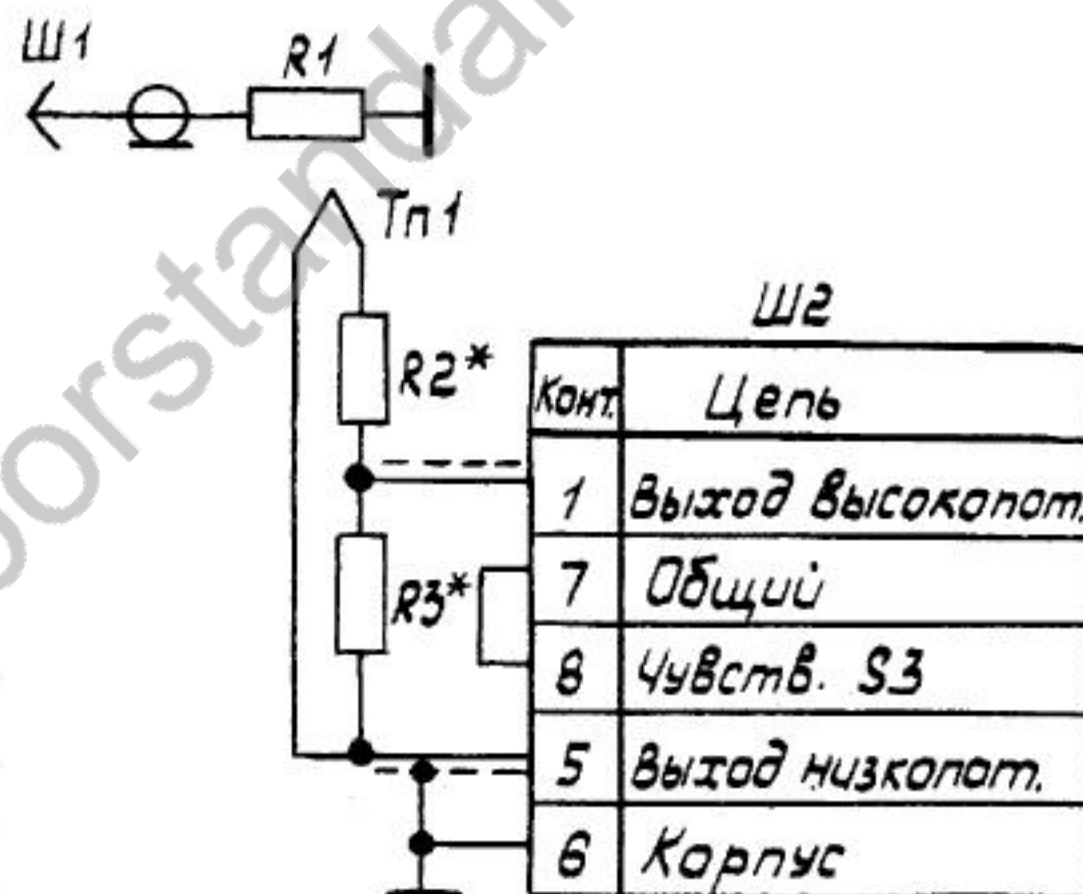 Ш1
R1
Тп1
Ш2
R2*
Конт. Цепь
1 Выход высокопот.
R3*
7 Общий
8 Чувств. S3
5 Выход низкопот.
6 Корпус
orstandar